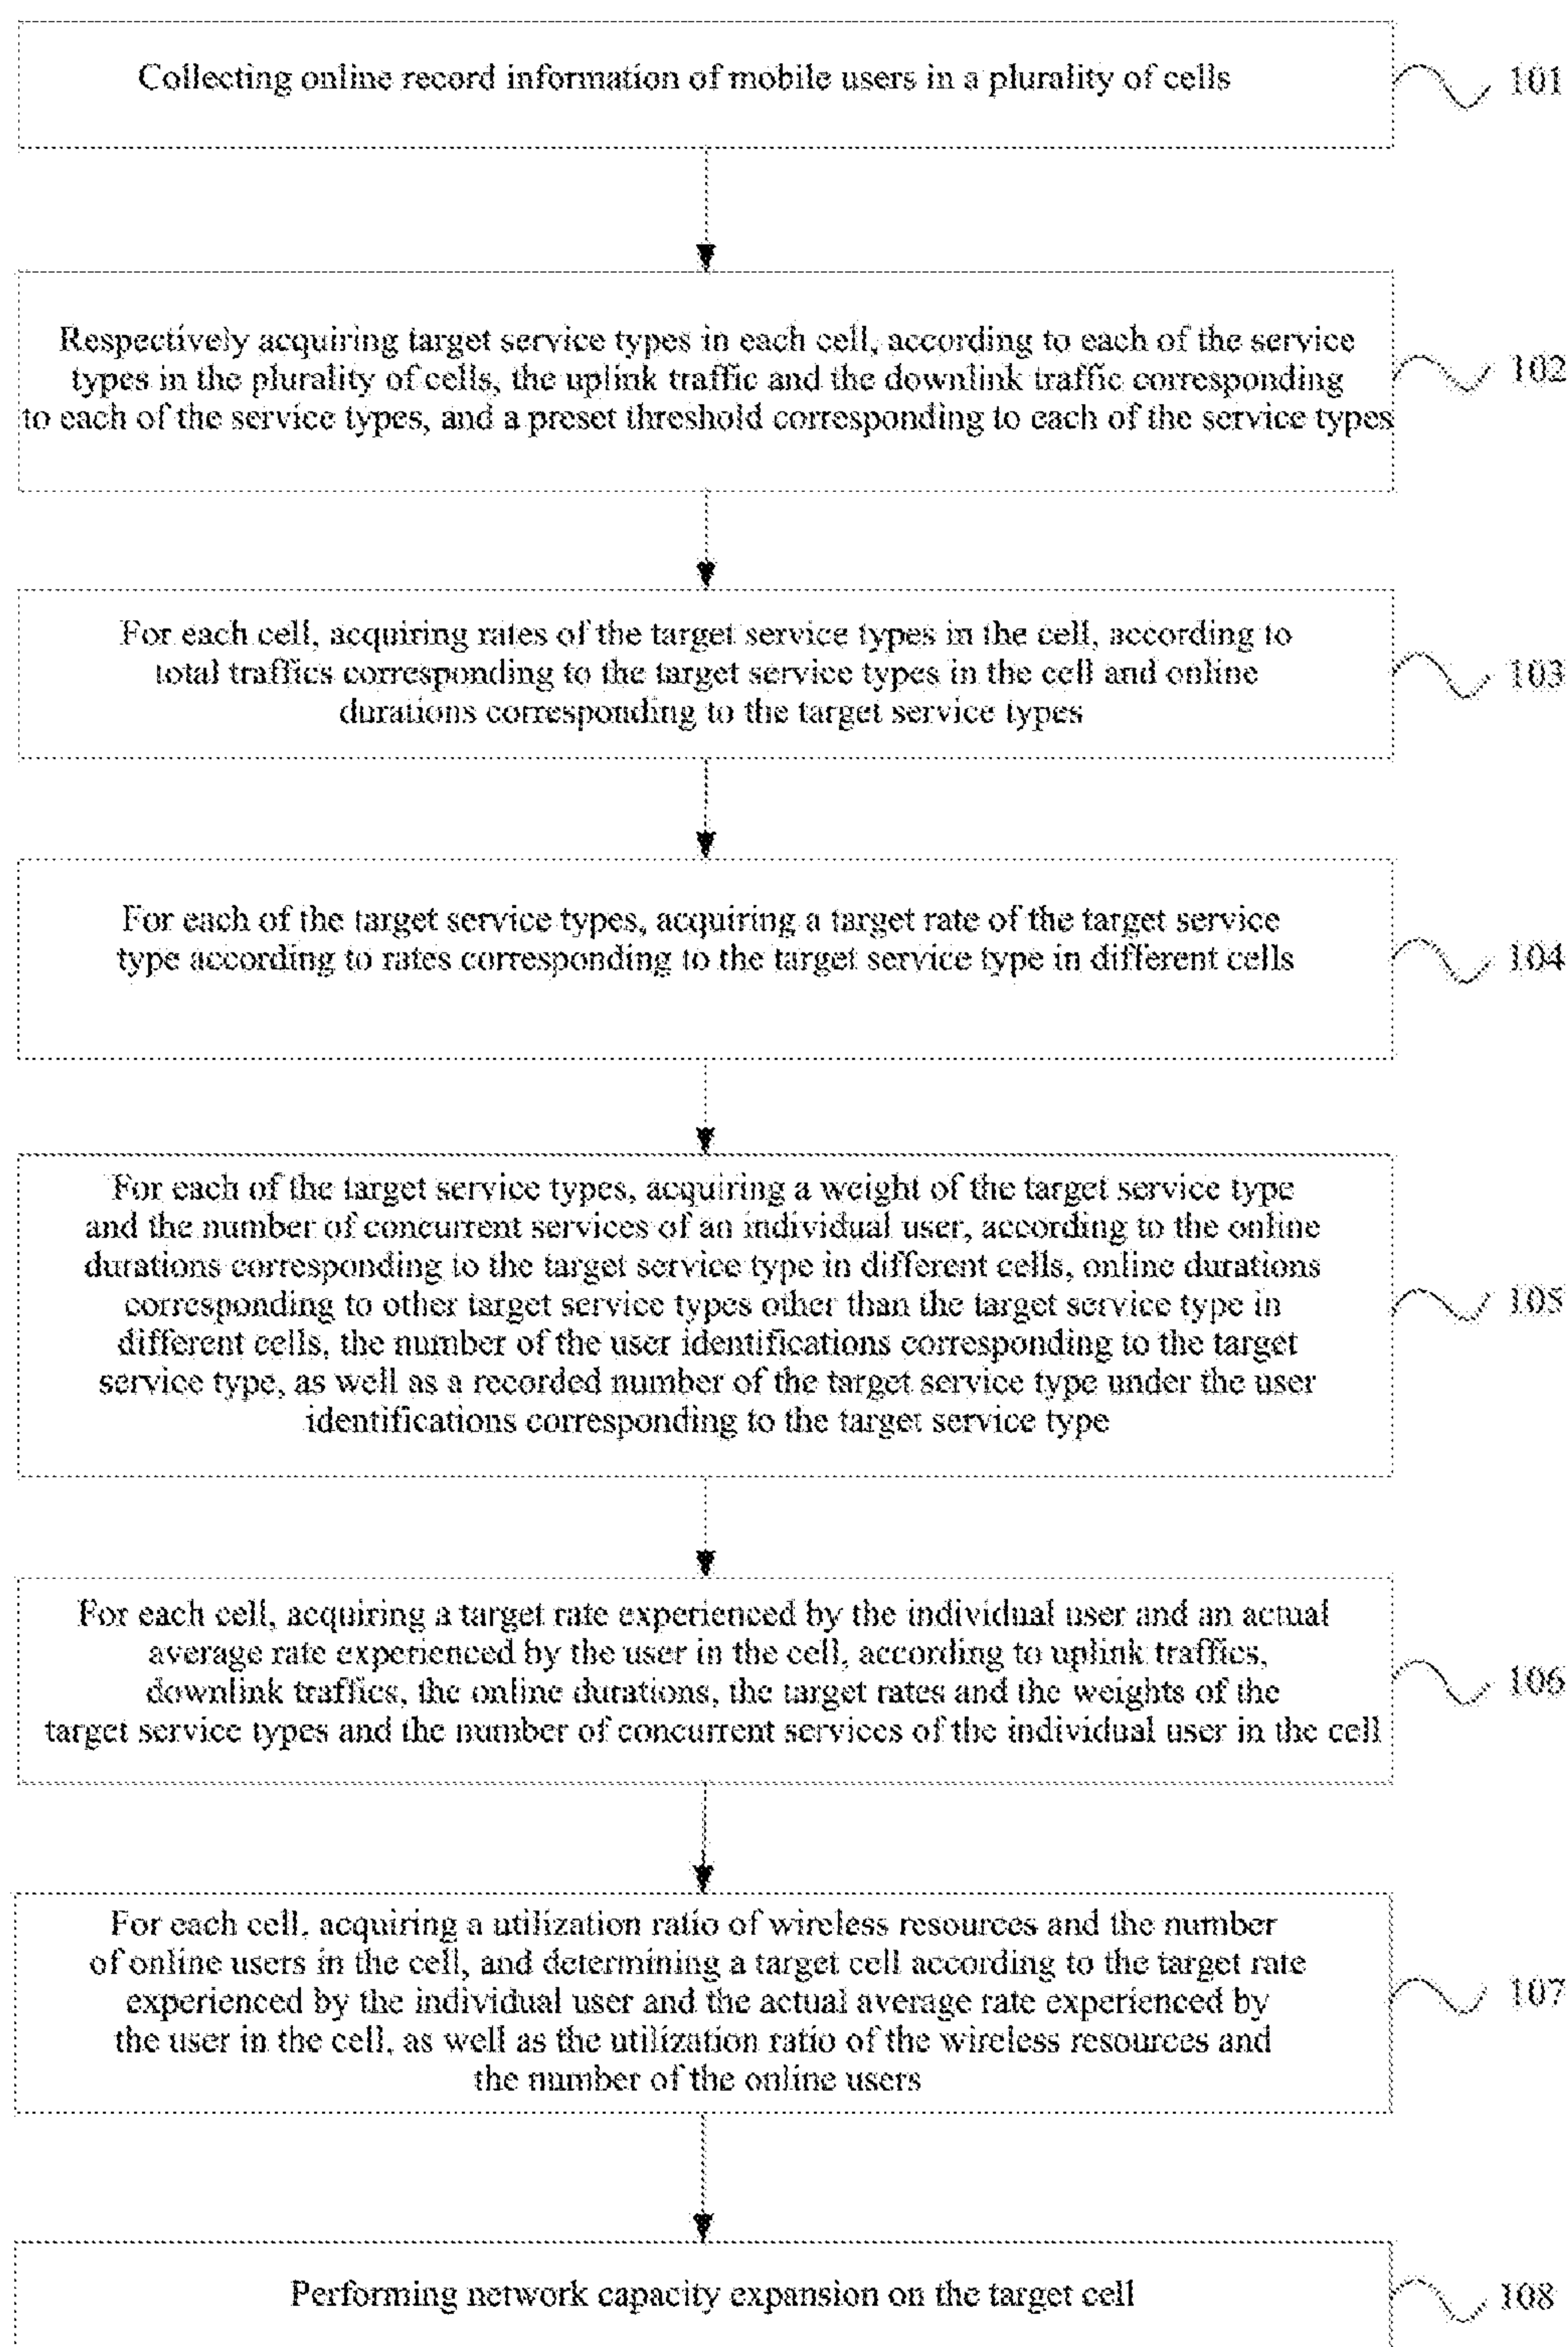 Collecting online record information of mobile users in a plurality of cells
101
Respectively acquiring target service types in each cell, according to each of the service
types in the plurality of cells, the uplink traffic and the downlink traffic corresponding
to each of the service types, and a preset threshold corresponding to each of the service types
102
For each cell, acquiring rates of the target service types in the cell, according to
total traffics corresponding to the target service types in the cell and online
durations corresponding to the target service types
103
For each of the target service types, acquiring a target rate of the target service
type according to rates corresponding to the target service type in different cells
104
For each of the target service types, acquiring a weight of the target service type
and the number of concurrent services of an individual user, according to the online
durations corresponding to the target service type in different cells, online durations
corresponding to other target service types other than the target service type in
different cells, the number of the user identifications corresponding to the target
service type, as well as a recorded number of the target service type under the user
identifications corresponding to the target service type
105
For each cell, acquiring a target rate experienced by the individual user and an actual
average rate experienced by the user in the cell, according to uplink traffics,
downlink traffics, the online durations, the target rates and the weights of the
target service types and the number of concurrent services of the individual user in the cell
106
For each cell, acquiring a utilization ratio of wireless resources and the number
of online users in the cell, and determining a target cell according to the target rate
experienced by the individual user and the actual average rate experienced by
the user in the cell, as well as the utilization ratio of the wireless resources and
the number of the online users
107
Performing network capacity expansion on the target cell
108